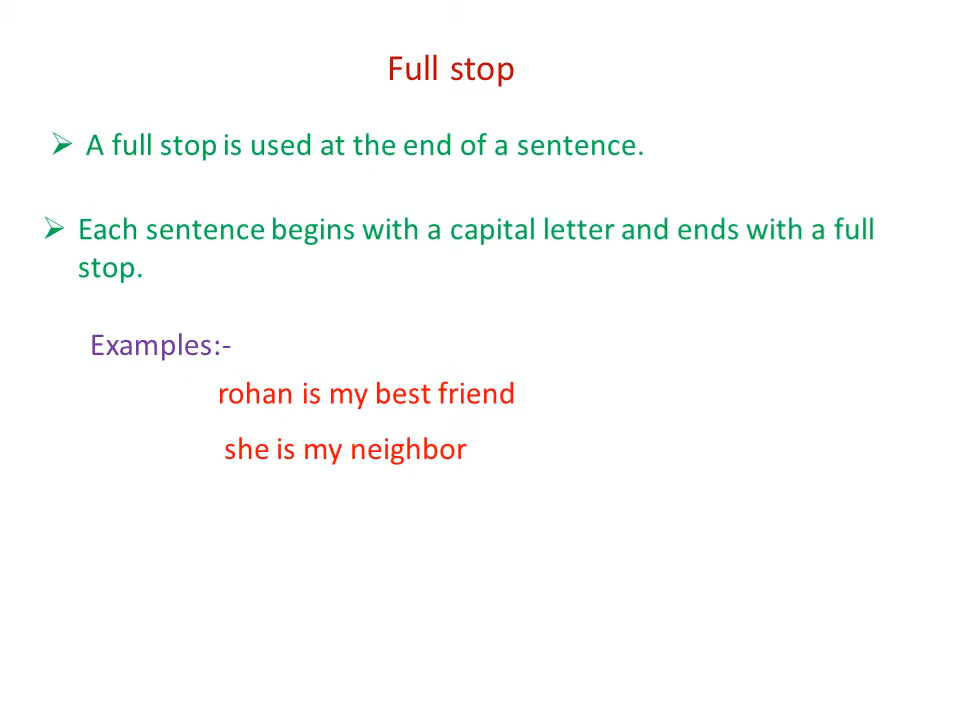 Full stop
➢ A full stop is used at the end of a sentence.
➢ Each sentence begins with a capital letter and ends with a full
stop.
Examples:-
rohan is my best friend
she is my neighbor